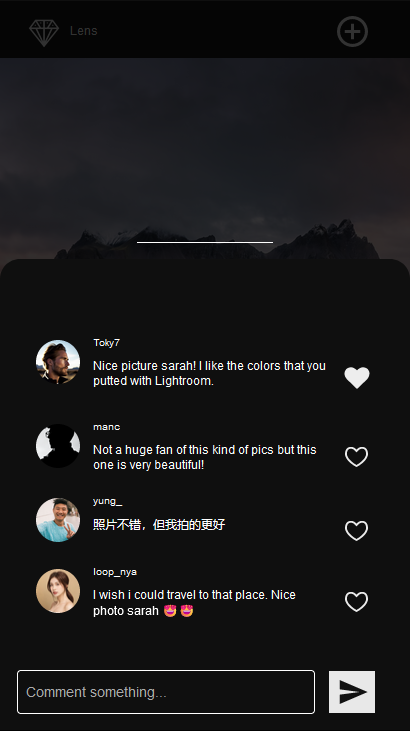 Lens
Toky7
Nice picture sarah! I like the colors that you
putted with Lightroom.
manc
Not a huge fan of this kind of pics but this
one is very beautiful!
yung_
照片不错，但我拍的更好
loop_nya
I wish i could travel to that place. Nice
photo sarah 😍😍
Comment something...